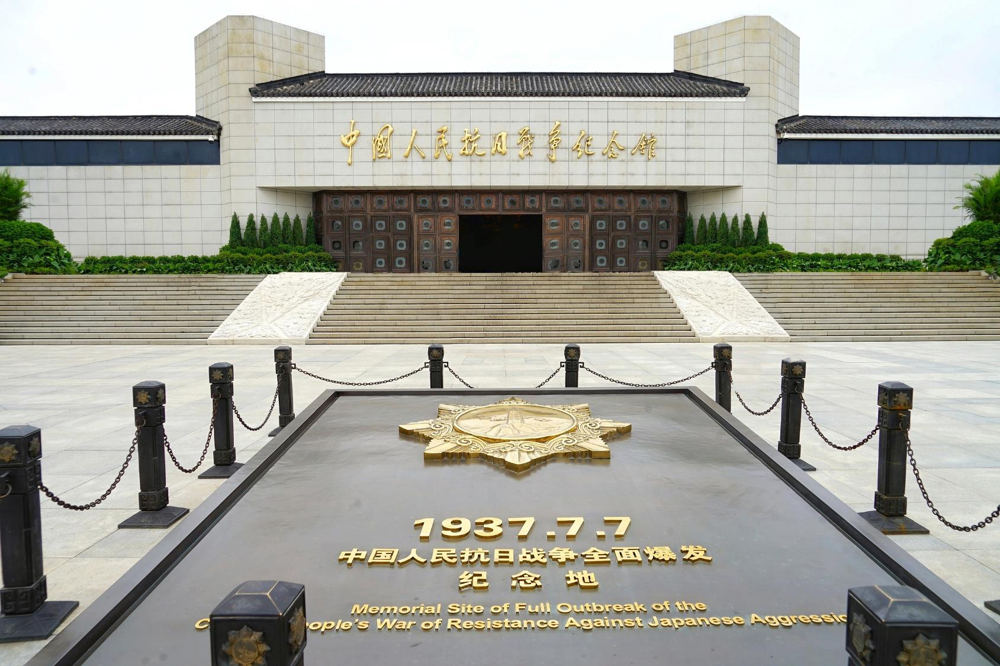 中国人民抗日战争纪念馆
1937.7.7
中国人民抗日战争全面爆发
纪念地
Memorial Site of Full Outbreak of the
War of Resistance Against Japanese